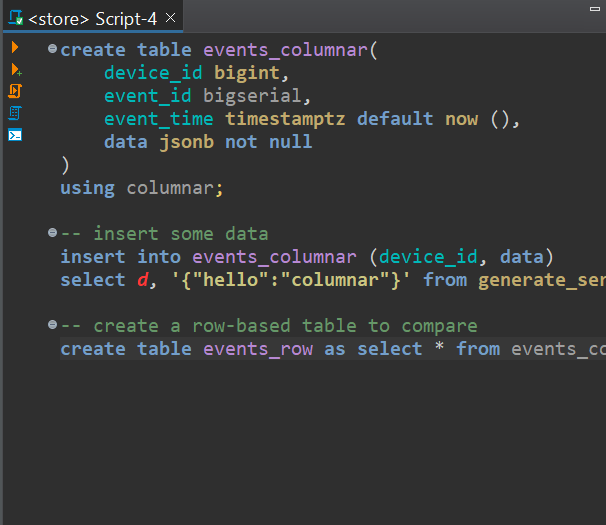 <store> Script-4
create table events_columnar(
device_id bigint,
event_id bigserial,
event_time timestamptz default now (),
data jsonb not null
)
using columnar;
-- insert some data
insert into events_columnar (device_id, data)
select d, '{"hello":"columnar"}' from generate_ser
-- create a row-based table to compare
create table events_row as select * from events_co